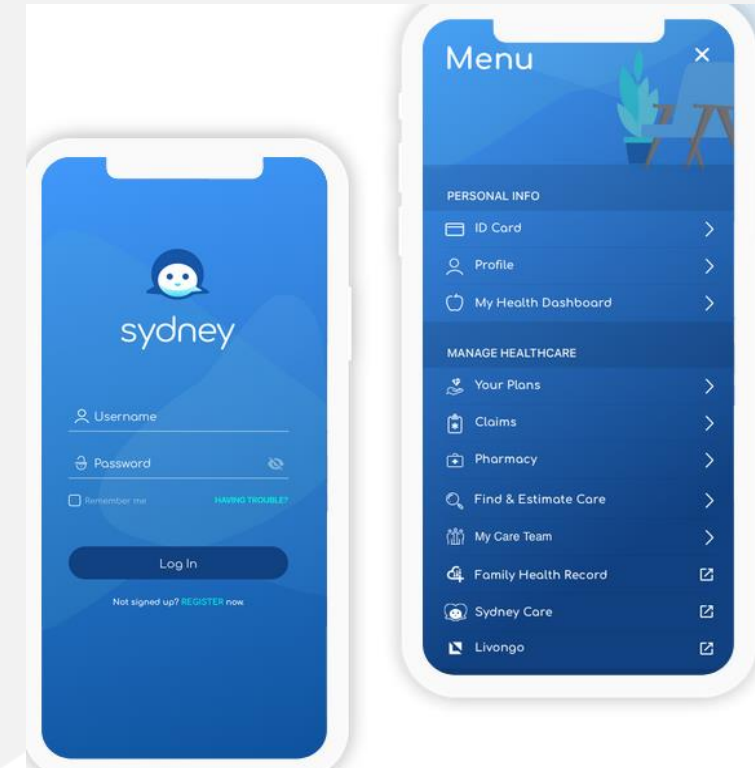 sydney
Username
Password
Remember me HAVING TROUBLE?
Log In
Not signed up? REGISTER now.
Menu
PERSONAL INFO
ID Card
Profile
My Health Dashboard
MANAGE HEALTHCARE
Your Plans
Claims
Pharmacy
Find & Estimate Care
My Care Team
Family Health Record
Sydney Care
Livongo